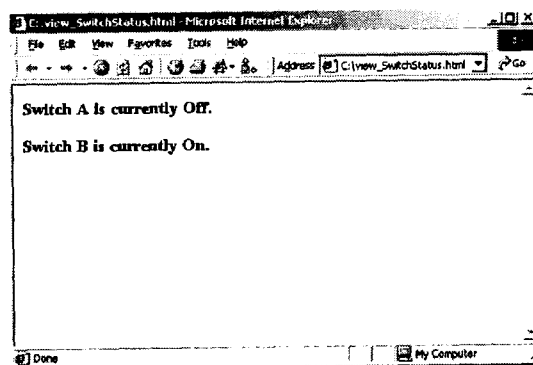 C:\view_SwitchStatus.html - Microsoft Internet Explorer
File Edit View Favorites Tools Help
Address C:\view_SwitchStatus.html Go
Switch A is currently Off.
Switch B is currently On.
Done My Computer